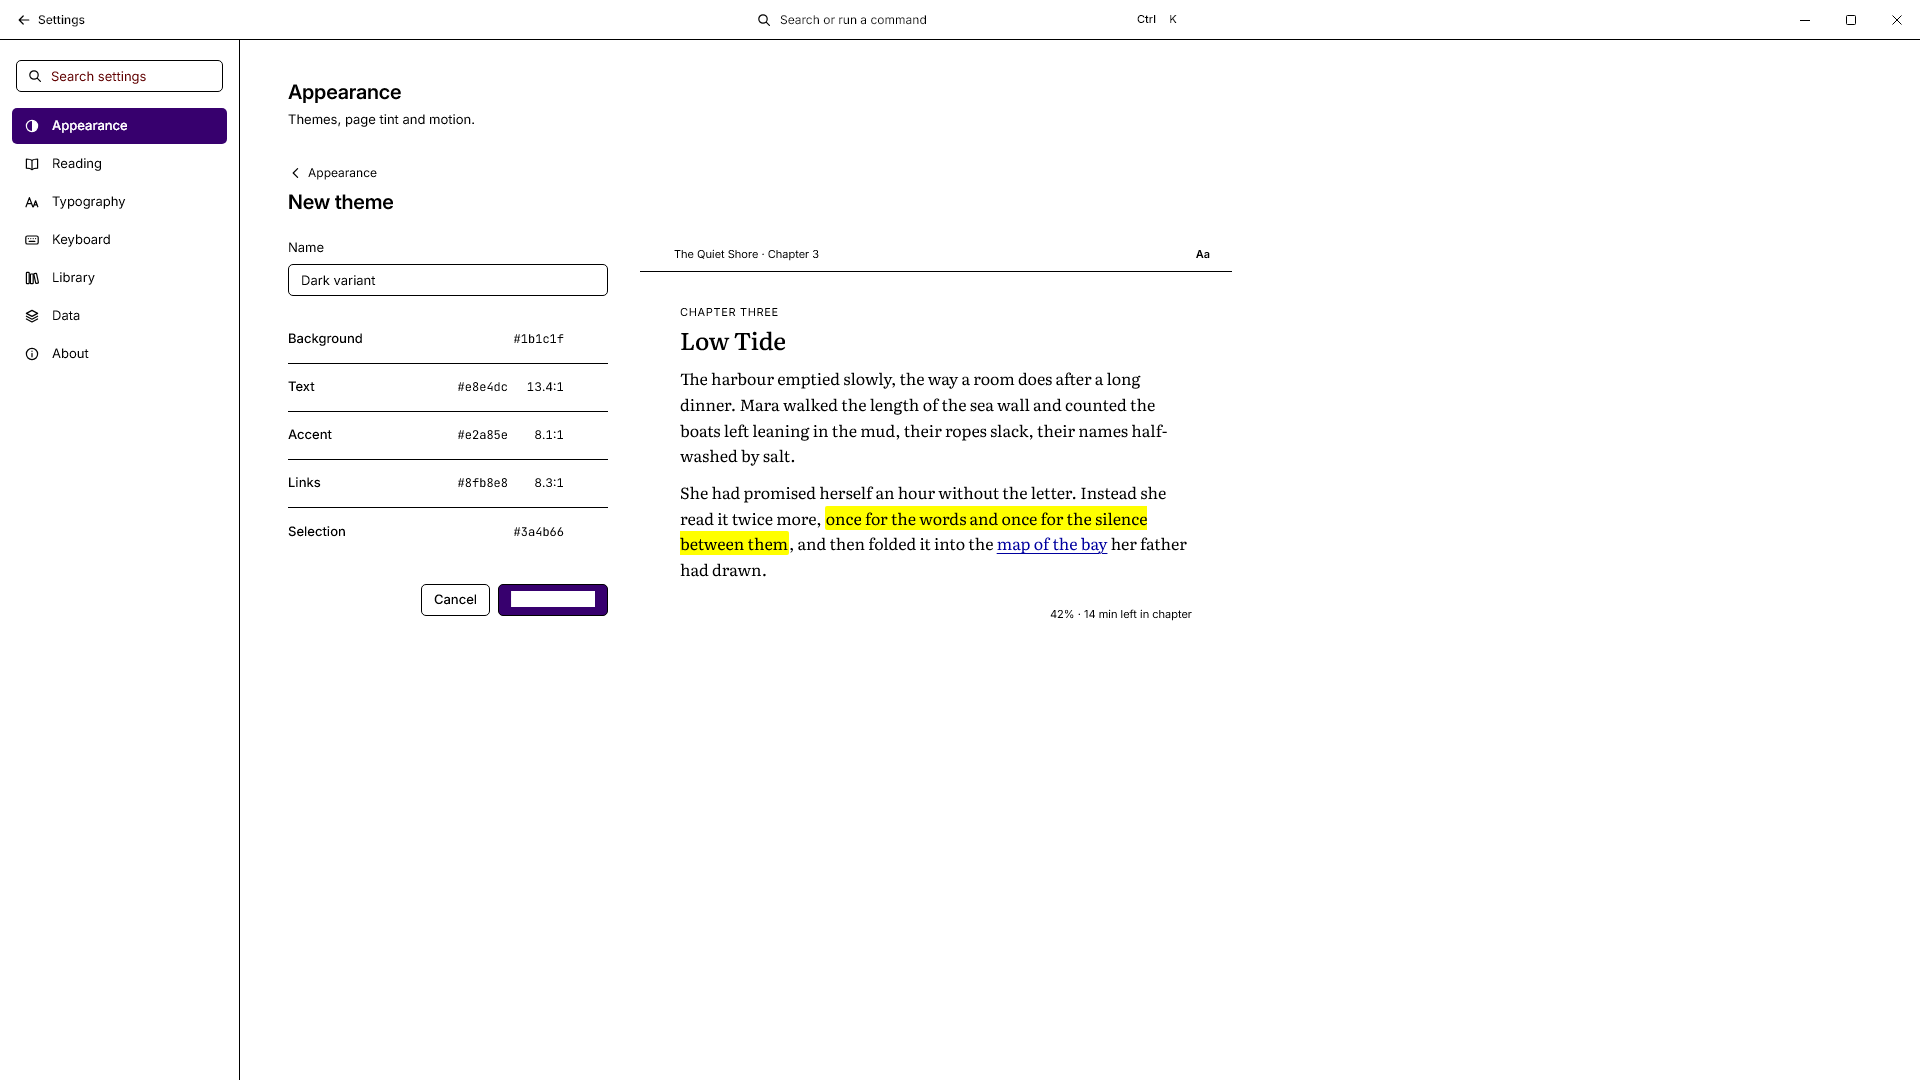 Settings
Search or run a command
Ctrl K
Search settings
Appearance
Reading
Typography
Keyboard
Library
Data
About
Appearance
Themes, page tint and motion.
Appearance
New theme
Name
Dark variant
Background #1b1c1f
Text #e8e4dc 13.4:1
Accent #e2a85e 8.1:1
Links #8fb8e8 8.3:1
Selection #3a4b66
Cancel
The Quiet Shore · Chapter 3
Aa
CHAPTER THREE
Low Tide
The harbour emptied slowly, the way a room does after a long
dinner. Mara walked the length of the sea wall and counted the
boats left leaning in the mud, their ropes slack, their names half-
washed by salt.
She had promised herself an hour without the letter. Instead she
read it twice more, once for the words and once for the silence
between them, and then folded it into the map of the bay her father
had drawn.
42% · 14 min left in chapter